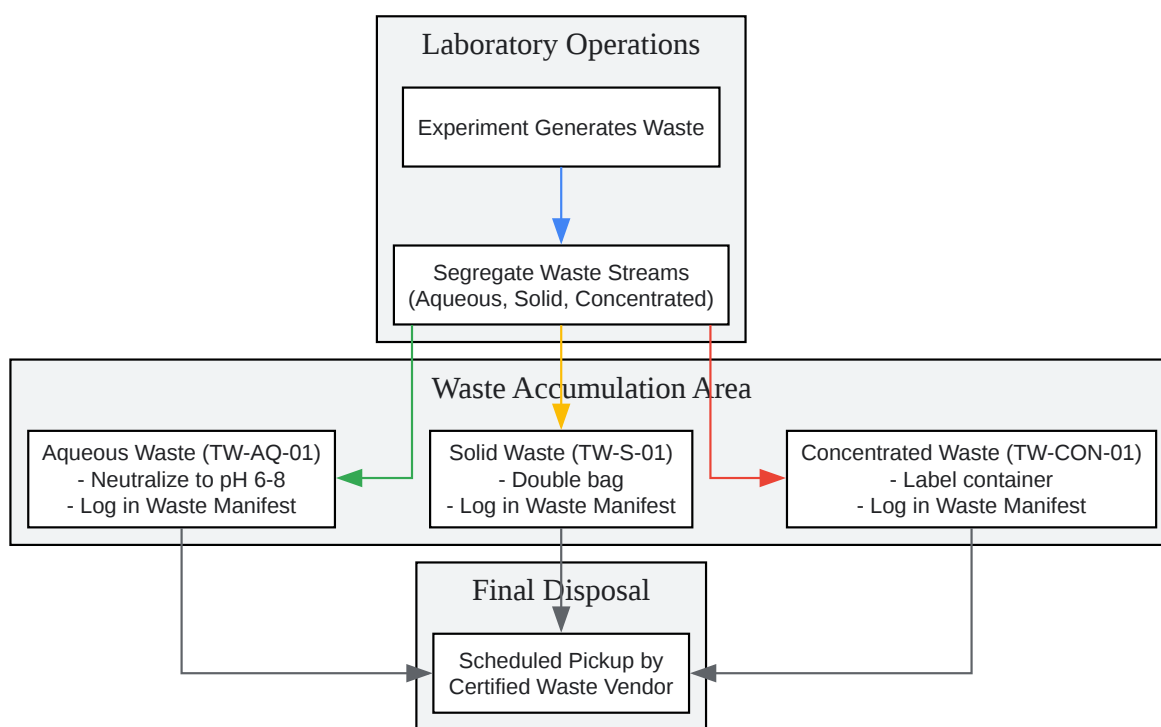 Laboratory Operations
Experiment Generates Waste
Segregate Waste Streams
(Aqueous, Solid, Concentrated)
Waste Accumulation Area
Aqueous Waste (TW-AQ-01)
- Neutralize to pH 6-8
- Log in Waste Manifest
Solid Waste (TW-S-01)
- Double bag
- Log in Waste Manifest
Concentrated Waste (TW-CON-01)
- Label container
- Log in Waste Manifest
Final Disposal
Scheduled Pickup by
Certified Waste Vendor